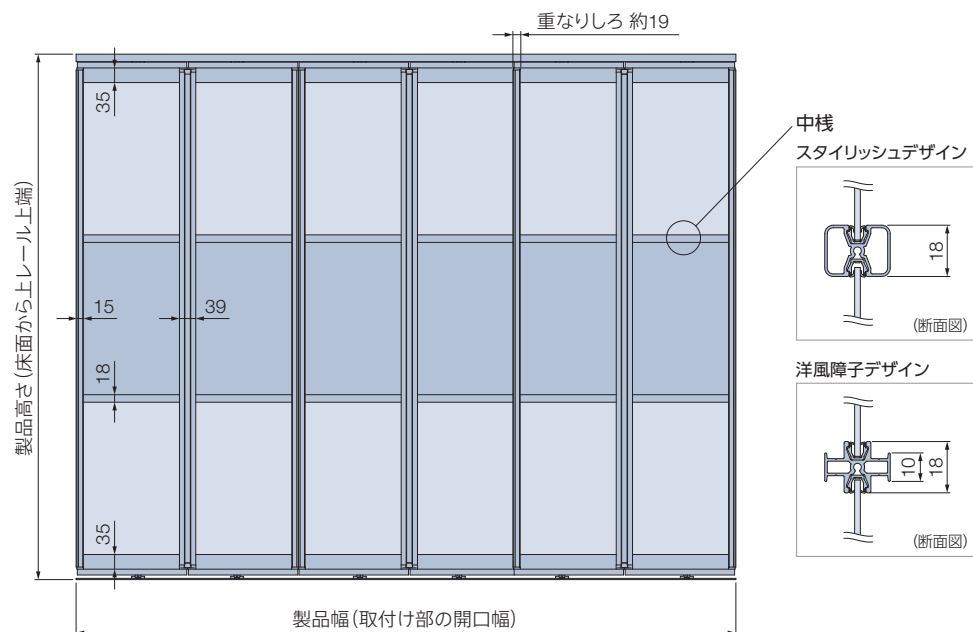 重なりしろ 約19
35
中桟
スタイリッシュデザイン
18
(断面図)
製品高さ(床面から上レール上端)
15
39
18
洋風障子デザイン
10
18
(断面図)
35
製品幅(取付け部の開口幅)